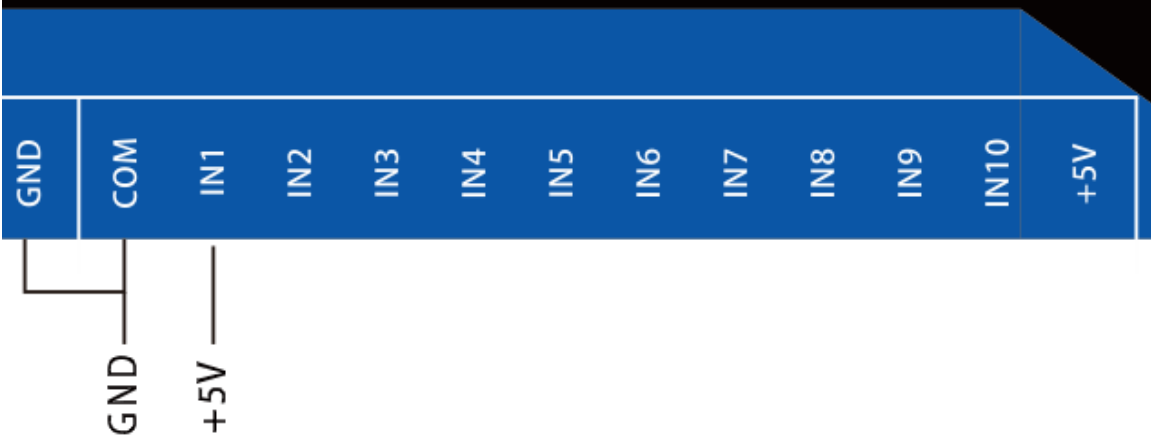 GND
COM
IN1
IN2
IN3
IN4
IN5
IN6
IN7
IN8
IN9
IN10
+5V
GND
+5V